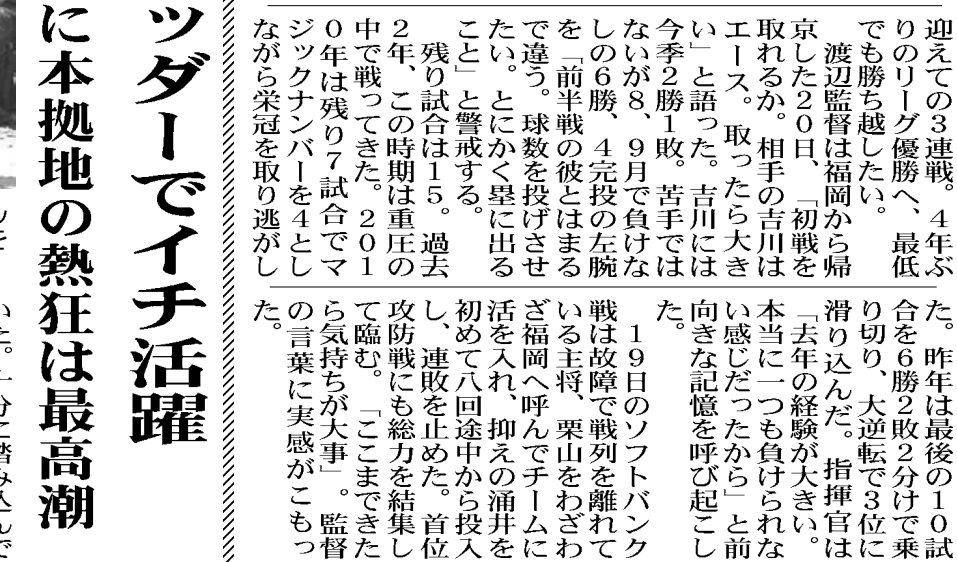 迎えての3連戦。4年ぶ
りのリーグ優勝へ、最低
でも勝ち越したい。
渡辺監督は福岡から帰
京した20日、「初戦を
取れるか。相手の吉川は
エース。取ったら大き
い」と語った。吉川には
今季2勝1敗。苦手では
ないが8、9月で負けな
しの6勝、4完投の左腕
を「前半戦の彼とはまる
で違う。球数を投げさせ
たい。とにかく塁に出る
こと」と警戒する。
残り試合は15。過去
2年、この時期は重圧の
中で戦ってきた。201
0年は残り7試合でマ
ジックナンバーを4とし
ながら栄冠を取り逃がし
た。昨年は最後の10試
合を6勝2敗2分けで乗
り切り、大逆転で3位に
滑り込んだ。指揮官は
「去年の経験が大きい。
本当に一つも負けられな
い感じだったから」と前
向きな記憶を呼び起こし
た。
19日のソフトバンク
戦は故障で戦列を離れて
いる主将、栗山をわざわ
ざ福岡へ呼んでチームに
活を入れ、抑えの涌井を
初めて八回途中から投入
し、連敗を止めた。首位
攻防戦にも総力を結集し
て臨む。「ここまできた
ら気持ちが大事」。監督
の言葉に実感がこもっ
た。
ッダーでイチ活躍
に本拠地の熱狂は最高潮